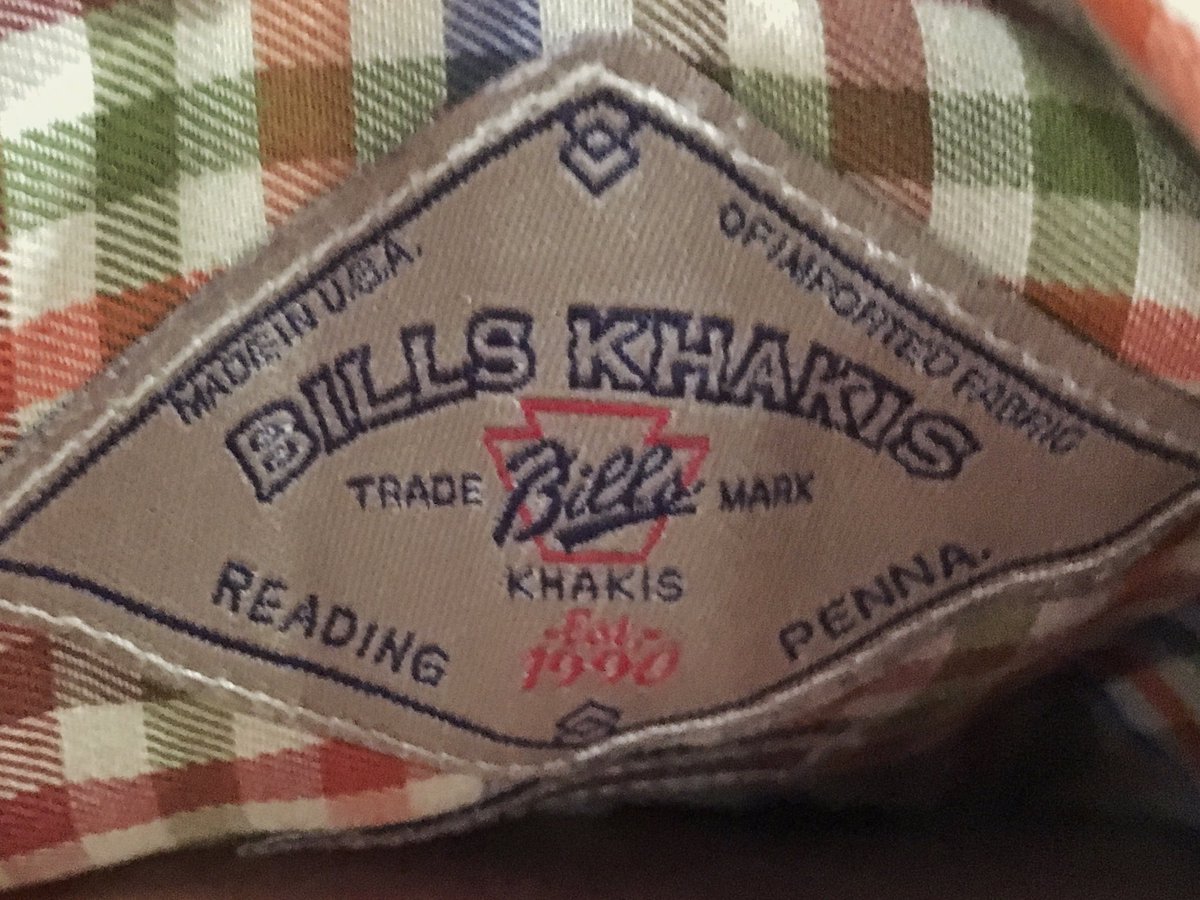 MADE IN U.S.A.
OF IMPORTED FABRIC
BILLS KHAKIS
TRADE Bills MARK
KHAKIS
Est.
1990
READING PENNA.